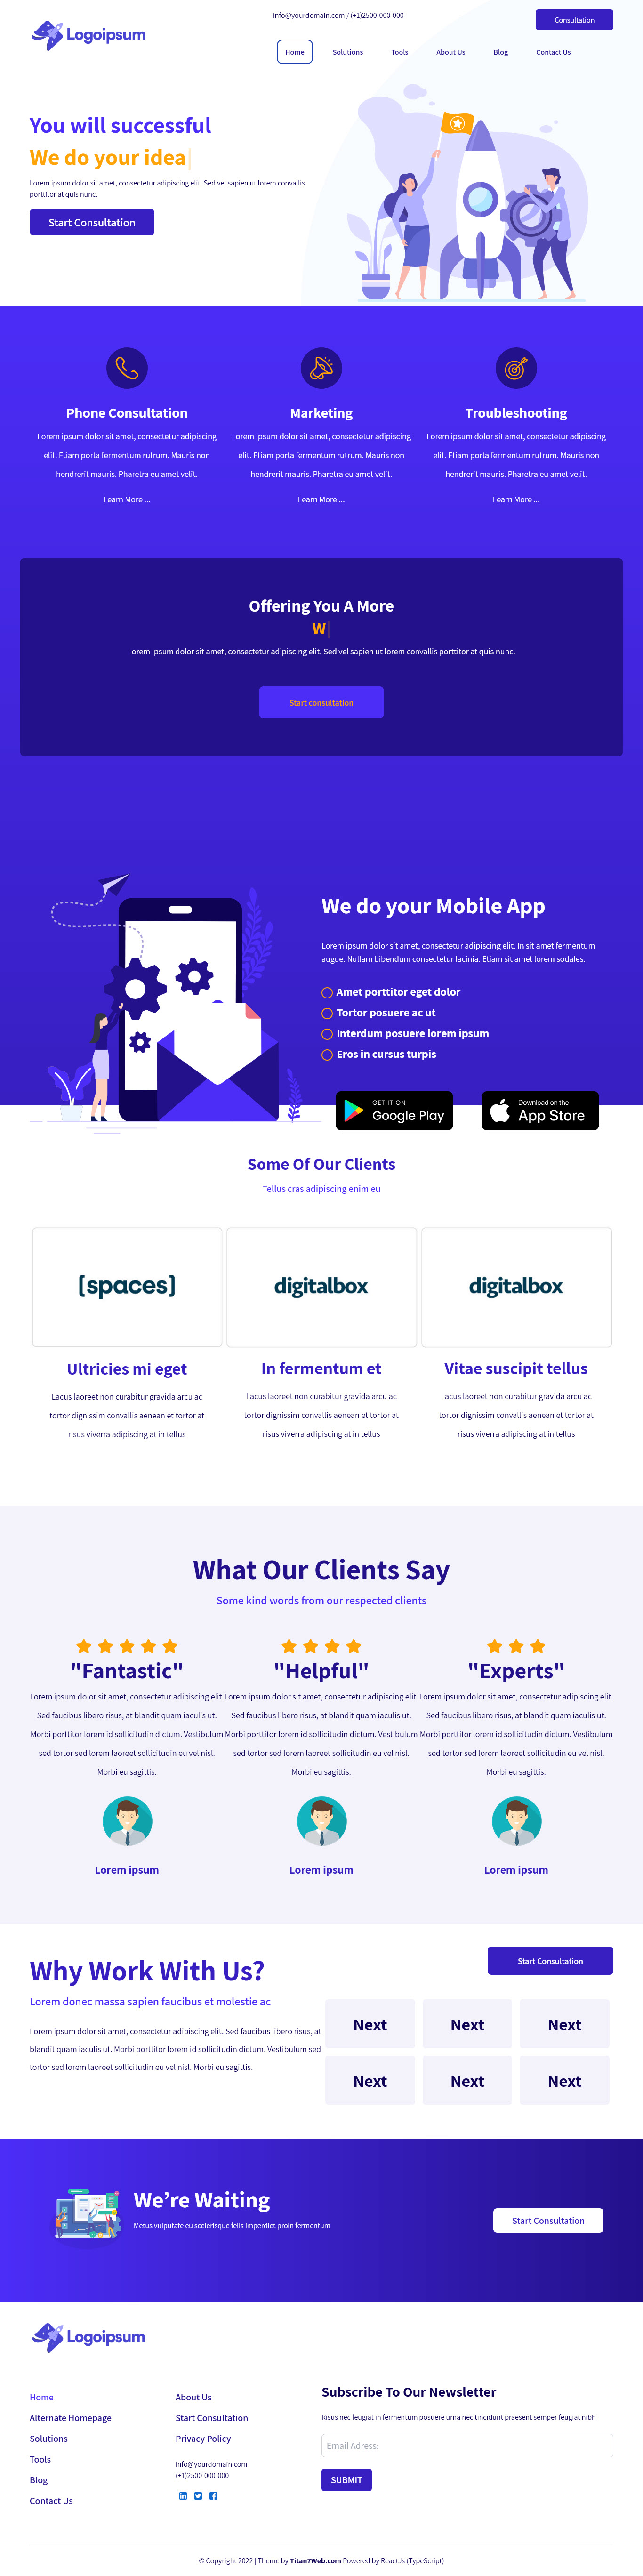 info@yourdomain.com / (+1)2500-000-000
Consultation
Logoipsum
Home Solutions Tools About Us Blog Contact Us
You will successful
We do your idea
Lorem ipsum dolor sit amet, consectetur adipiscing elit. Sed vel sapien ut lorem convallis
porttitor at quis nunc.
Start Consultation
Phone Consultation
Lorem ipsum dolor sit amet, consectetur adipiscing
elit. Etiam porta fermentum rutrum. Mauris non
hendrerit mauris. Pharetra eu amet velit.
Learn More ...
Marketing
Lorem ipsum dolor sit amet, consectetur adipiscing
elit. Etiam porta fermentum rutrum. Mauris non
hendrerit mauris. Pharetra eu amet velit.
Learn More ...
Troubleshooting
Lorem ipsum dolor sit amet, consectetur adipiscing
elit. Etiam porta fermentum rutrum. Mauris non
hendrerit mauris. Pharetra eu amet velit.
Learn More ...
Offering You A More
W
Lorem ipsum dolor sit amet, consectetur adipiscing elit. Sed vel sapien ut lorem convallis porttitor at quis nunc.
Start consultation
We do your Mobile App
Lorem ipsum dolor sit amet, consectetur adipiscing elit. In sit amet fermentum
augue. Nullam bibendum consectetur lacinia. Etiam sit amet lorem sodales.
Amet porttitor eget dolor
Tortor posuere ac ut
Interdum posuere lorem ipsum
Eros in cursus turpis
GET IT ON
Google Play
Download on the
App Store
Some Of Our Clients
Tellus cras adipiscing enim eu
[spaces]
Ultricies mi eget
Lacus laoreet non curabitur gravida arcu ac
tortor dignissim convallis aenean et tortor at
risus viverra adipiscing at in tellus
digitalbox
In fermentum et
Lacus laoreet non curabitur gravida arcu ac
tortor dignissim convallis aenean et tortor at
risus viverra adipiscing at in tellus
digitalbox
Vitae suscipit tellus
Lacus laoreet non curabitur gravida arcu ac
tortor dignissim convallis aenean et tortor at
risus viverra adipiscing at in tellus
What Our Clients Say
Some kind words from our respected clients
"Fantastic"
Lorem ipsum dolor sit amet, consectetur adipiscing elit.
Sed faucibus libero risus, at blandit quam iaculis ut.
Morbi porttitor lorem id sollicitudin dictum. Vestibulum
sed tortor sed lorem laoreet sollicitudin eu vel nisl.
Morbi eu sagittis.
Lorem ipsum
"Helpful"
Lorem ipsum dolor sit amet, consectetur adipiscing elit.
Sed faucibus libero risus, at blandit quam iaculis ut.
Morbi porttitor lorem id sollicitudin dictum. Vestibulum
sed tortor sed lorem laoreet sollicitudin eu vel nisl.
Morbi eu sagittis.
Lorem ipsum
"Experts"
Lorem ipsum dolor sit amet, consectetur adipiscing elit.
Sed faucibus libero risus, at blandit quam iaculis ut.
Morbi porttitor lorem id sollicitudin dictum. Vestibulum
sed tortor sed lorem laoreet sollicitudin eu vel nisl.
Morbi eu sagittis.
Lorem ipsum
Why Work With Us?
Lorem donec massa sapien faucibus et molestie ac
Lorem ipsum dolor sit amet, consectetur adipiscing elit. Sed faucibus libero risus, at
blandit quam iaculis ut. Morbi porttitor lorem id sollicitudin dictum. Vestibulum sed
tortor sed lorem laoreet sollicitudin eu vel nisl. Morbi eu sagittis.
Start Consultation
Next Next Next
Next Next Next
We’re Waiting
Metus vulputate eu scelerisque felis imperdiet proin fermentum
Start Consultation
Logoipsum
Home
Alternate Homepage
Solutions
Tools
Blog
Contact Us
About Us
Start Consultation
Privacy Policy
info@yourdomain.com
(+1)2500-000-000
Subscribe To Our Newsletter
Risus nec feugiat in fermentum posuere urna nec tincidunt praesent semper feugiat nibh
Email Adress:
SUBMIT
© Copyright 2022 | Theme by Titan7Web.com Powered by ReactJs (TypeScript)